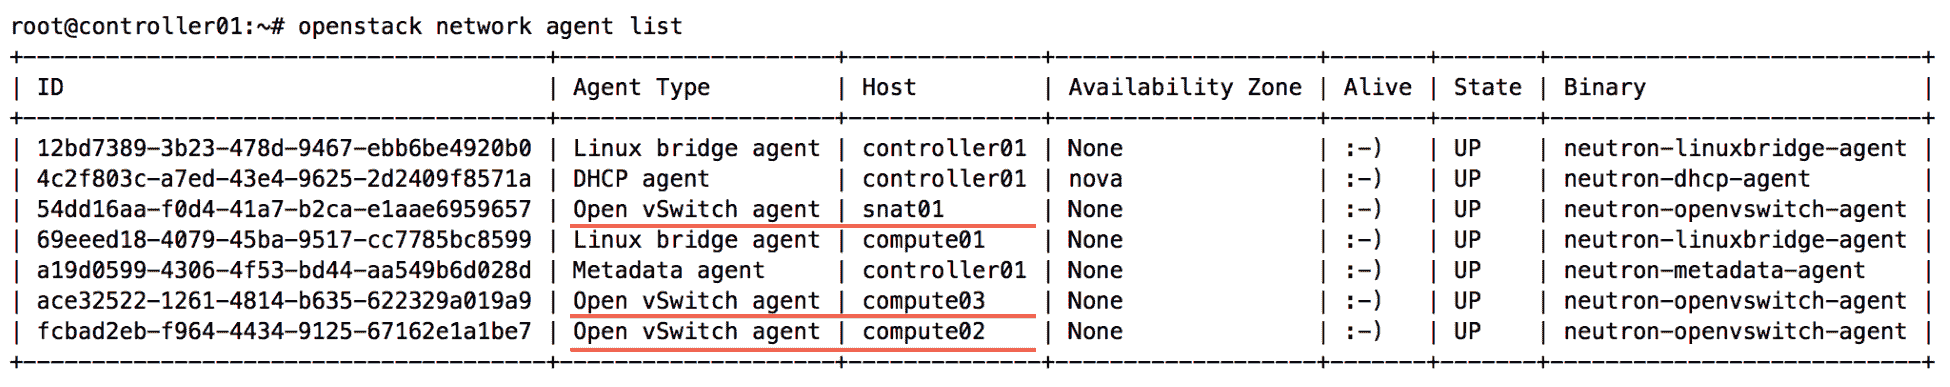 root@controller01:~# openstack network agent list
+--------------------------------------+--------------------+--------------+-------------------+-------+-------+---------------------------+
| ID                                   | Agent Type         | Host         | Availability Zone | Alive | State | Binary                    |
+--------------------------------------+--------------------+--------------+-------------------+-------+-------+---------------------------+
| 12bd7389-3b23-478d-9467-ebb6be4920b0 | Linux bridge agent | controller01 | None              | :-)   | UP    | neutron-linuxbridge-agent |
| 4c2f803c-a7ed-43e4-9625-2d2409f8571a | DHCP agent         | controller01 | nova              | :-)   | UP    | neutron-dhcp-agent        |
| 54dd16aa-f0d4-41a7-b2ca-e1aae6959657 | Open vSwitch agent | snat01       | None              | :-)   | UP    | neutron-openvswitch-agent |
| 69eeed18-4079-45ba-9517-cc7785bc8599 | Linux bridge agent | compute01    | None              | :-)   | UP    | neutron-linuxbridge-agent |
| a19d0599-4306-4f53-bd44-aa549b6d028d | Metadata agent     | controller01 | None              | :-)   | UP    | neutron-metadata-agent    |
| ace32522-1261-4814-b635-622329a019a9 | Open vSwitch agent | compute03    | None              | :-)   | UP    | neutron-openvswitch-agent |
| fcbad2eb-f964-4434-9125-67162e1a1be7 | Open vSwitch agent | compute02    | None              | :-)   | UP    | neutron-openvswitch-agent |
+--------------------------------------+--------------------+--------------+-------------------+-------+-------+---------------------------+